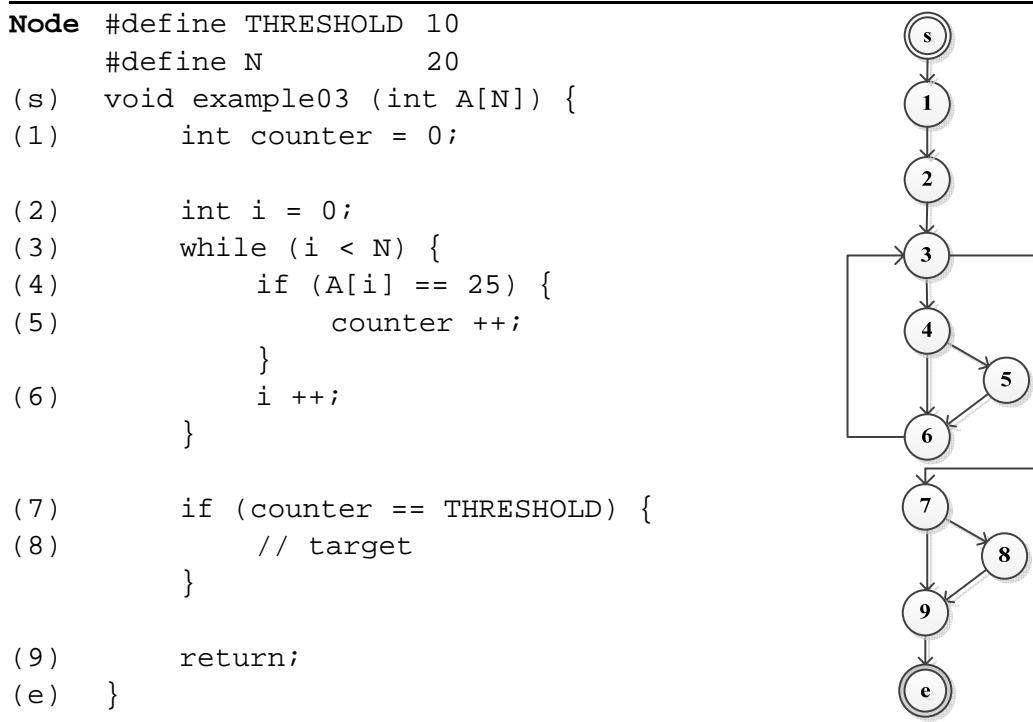 Node #define THRESHOLD 10
#define N 20
(s) void example03 (int A[N]) {
(1) int counter = 0;
(2) int i = 0;
(3) while (i < N) {
(4) if (A[i] == 25) {
(5) counter ++;
}
(6) i ++;
}
(7) if (counter == THRESHOLD) {
(8) // target
}
(9) return;
(e) }
s
1
2
3
4
5
6
7
8
9
e